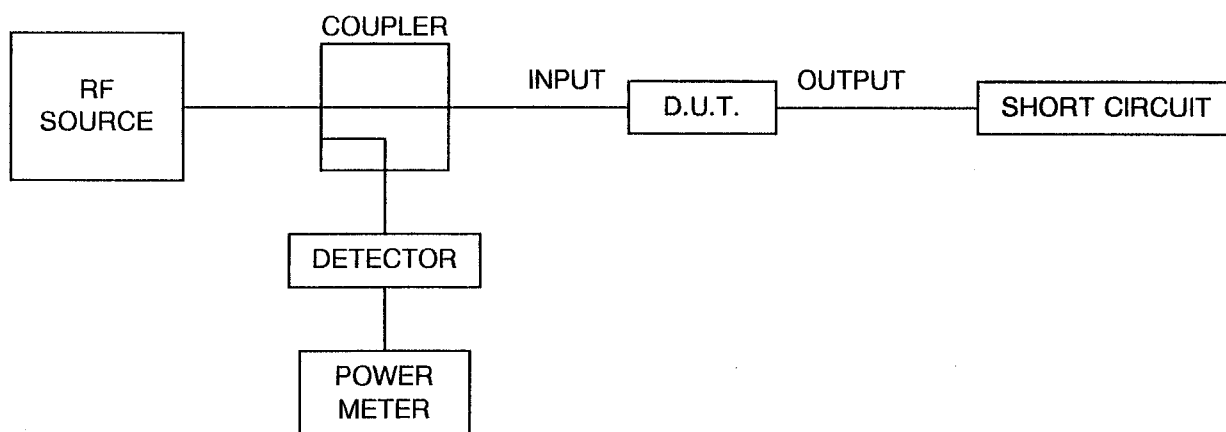 COUPLER
RF
SOURCE
INPUT
D.U.T.
OUTPUT
SHORT CIRCUIT
DETECTOR
POWER
METER